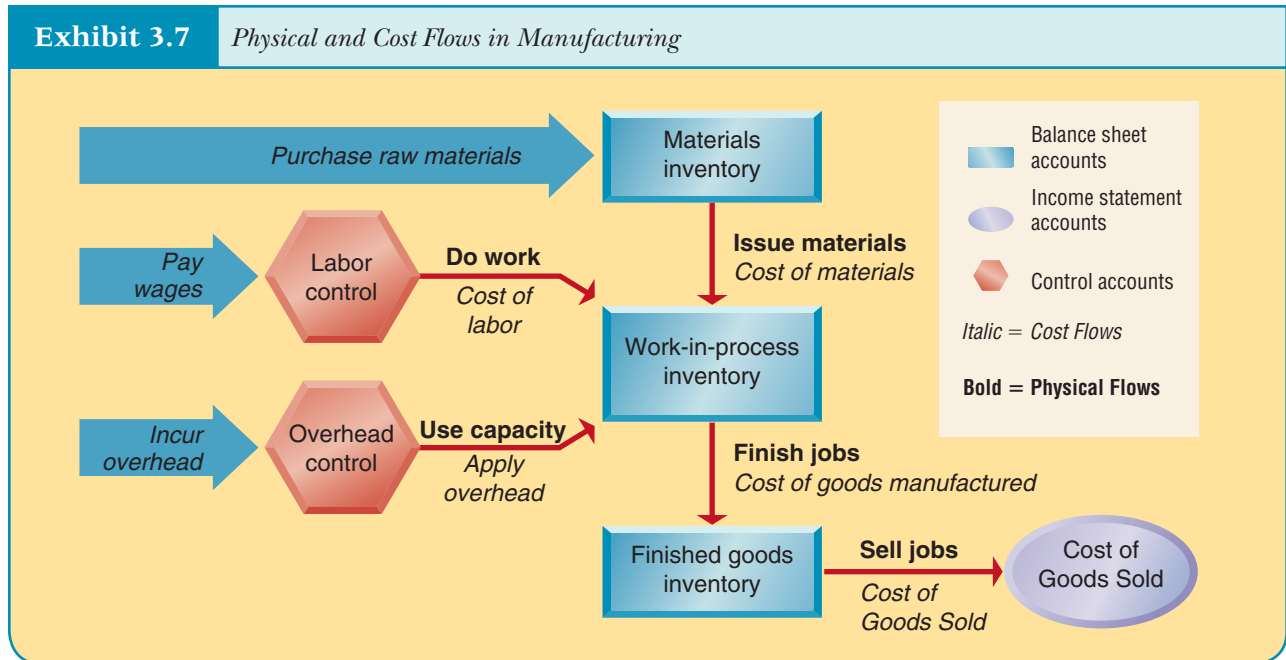 Exhibit 3.7
Physical and Cost Flows in Manufacturing
Purchase raw materials
Materials
inventory
Issue materials
Cost of materials
Pay
wages
Labor
control
Do work
Cost of
labor
Work-in-process
inventory
Incur
overhead
Overhead
control
Use capacity
Apply
overhead
Finish jobs
Cost of goods manufactured
Finished goods
inventory
Sell jobs
Cost of
Goods Sold
Cost of
Goods Sold
Balance sheet
accounts
Income statement
accounts
Control accounts
Italic = Cost Flows
Bold = Physical Flows